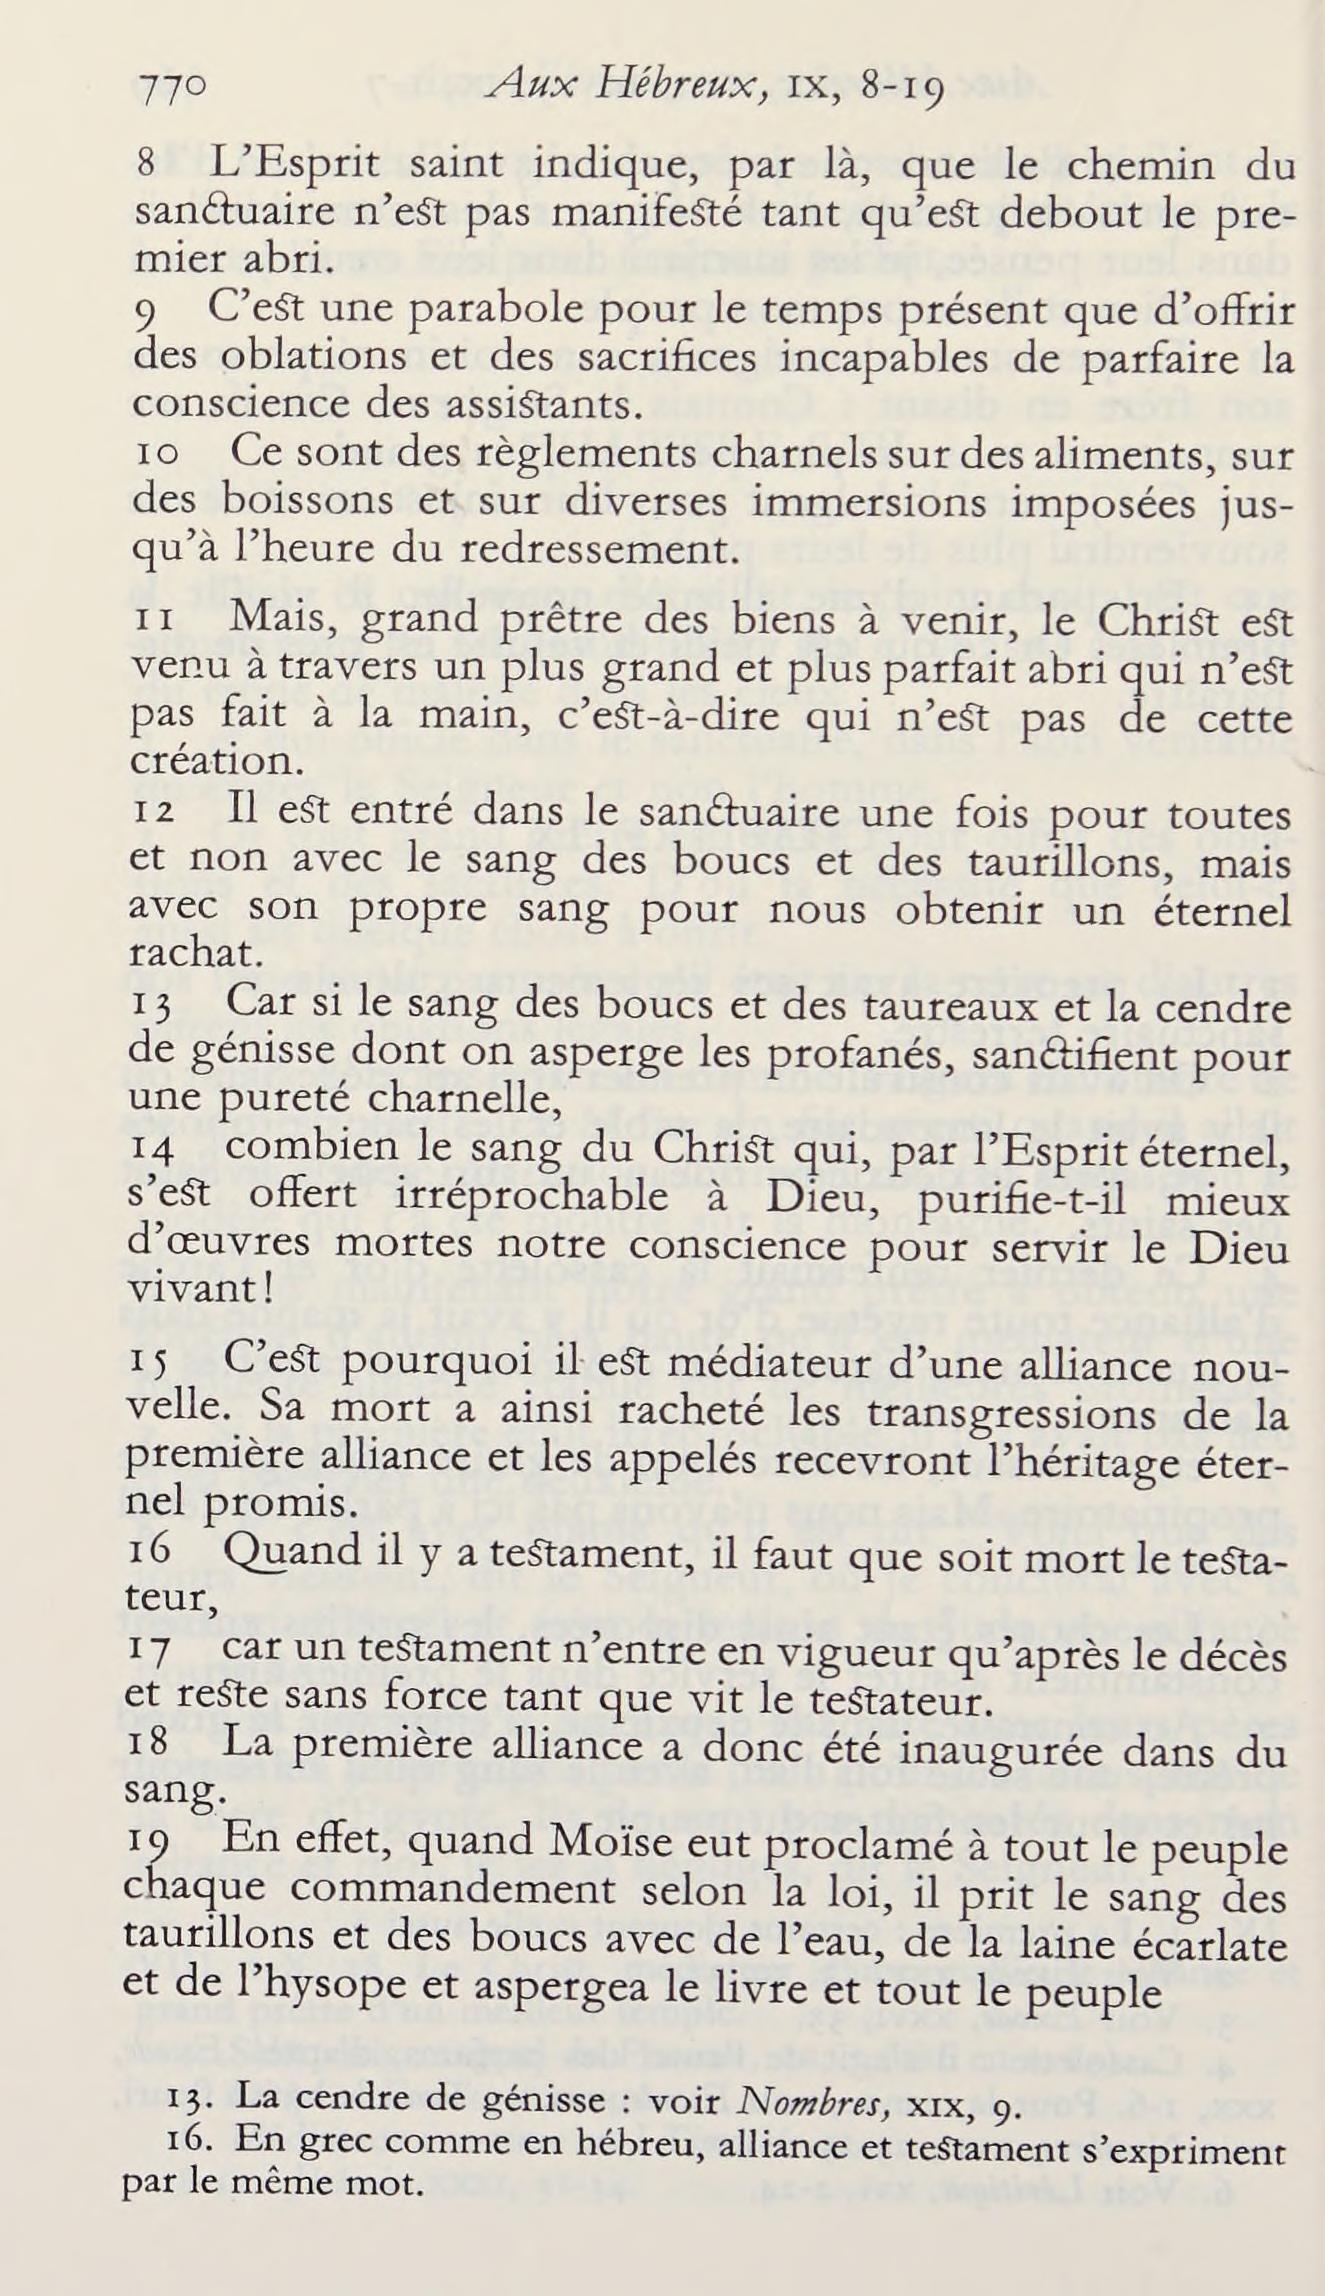 770 Aux Hébreux, IX, 8-19
8 L’Esprit saint indique, par là, que le chemin du
sanctuaire n’est pas manifesté tant qu’est debout le pre-
mier abri.
9 C’est une parabole pour le temps présent que d’offrir
des oblations et des sacrifices incapables de parfaire la
conscience des assistants.
10 Ce sont des règlements charnels sur des aliments, sur
des boissons et sur diverses immersions imposées jus-
qu’à l’heure du redressement.
11 Mais, grand prêtre des biens à venir, le Christ est
venu à travers un plus grand et plus parfait abri qui n’est
pas fait à la main, c’est-à-dire qui n’est pas de cette
création.
12 Il est entré dans le sanctuaire une fois pour toutes
et non avec le sang des boucs et des taurillons, mais
avec son propre sang pour nous obtenir un éternel
rachat.
13 Car si le sang des boucs et des taureaux et la cendre
de génisse dont on asperge les profanés, sanctifient pour
une pureté charnelle,
14 combien le sang du Christ qui, par l’Esprit éternel,
s’est offert irréprochable à Dieu, purifie-t-il mieux
d’œuvres mortes notre conscience pour servir le Dieu
vivant!
15 C’est pourquoi il est médiateur d’une alliance nou-
velle. Sa mort a ainsi racheté les transgressions de la
première alliance et les appelés recevront l’héritage éter-
nel promis.
16 Quand il y a testament, il faut que soit mort le testa-
teur,
17 car un testament n’entre en vigueur qu’après le décès
et reste sans force tant que vit le testateur.
18 La première alliance a donc été inaugurée dans du
sang.
19 En effet, quand Moïse eut proclamé à tout le peuple
chaque commandement selon la loi, il prit le sang des
taurillons et des boucs avec de l’eau, de la laine écarlate
et de l’hysope et aspergea le livre et tout le peuple
13. La cendre de génisse : voir Nombres, XIX, 9.
16. En grec comme en hébreu, alliance et testament s’expriment
par le même mot.